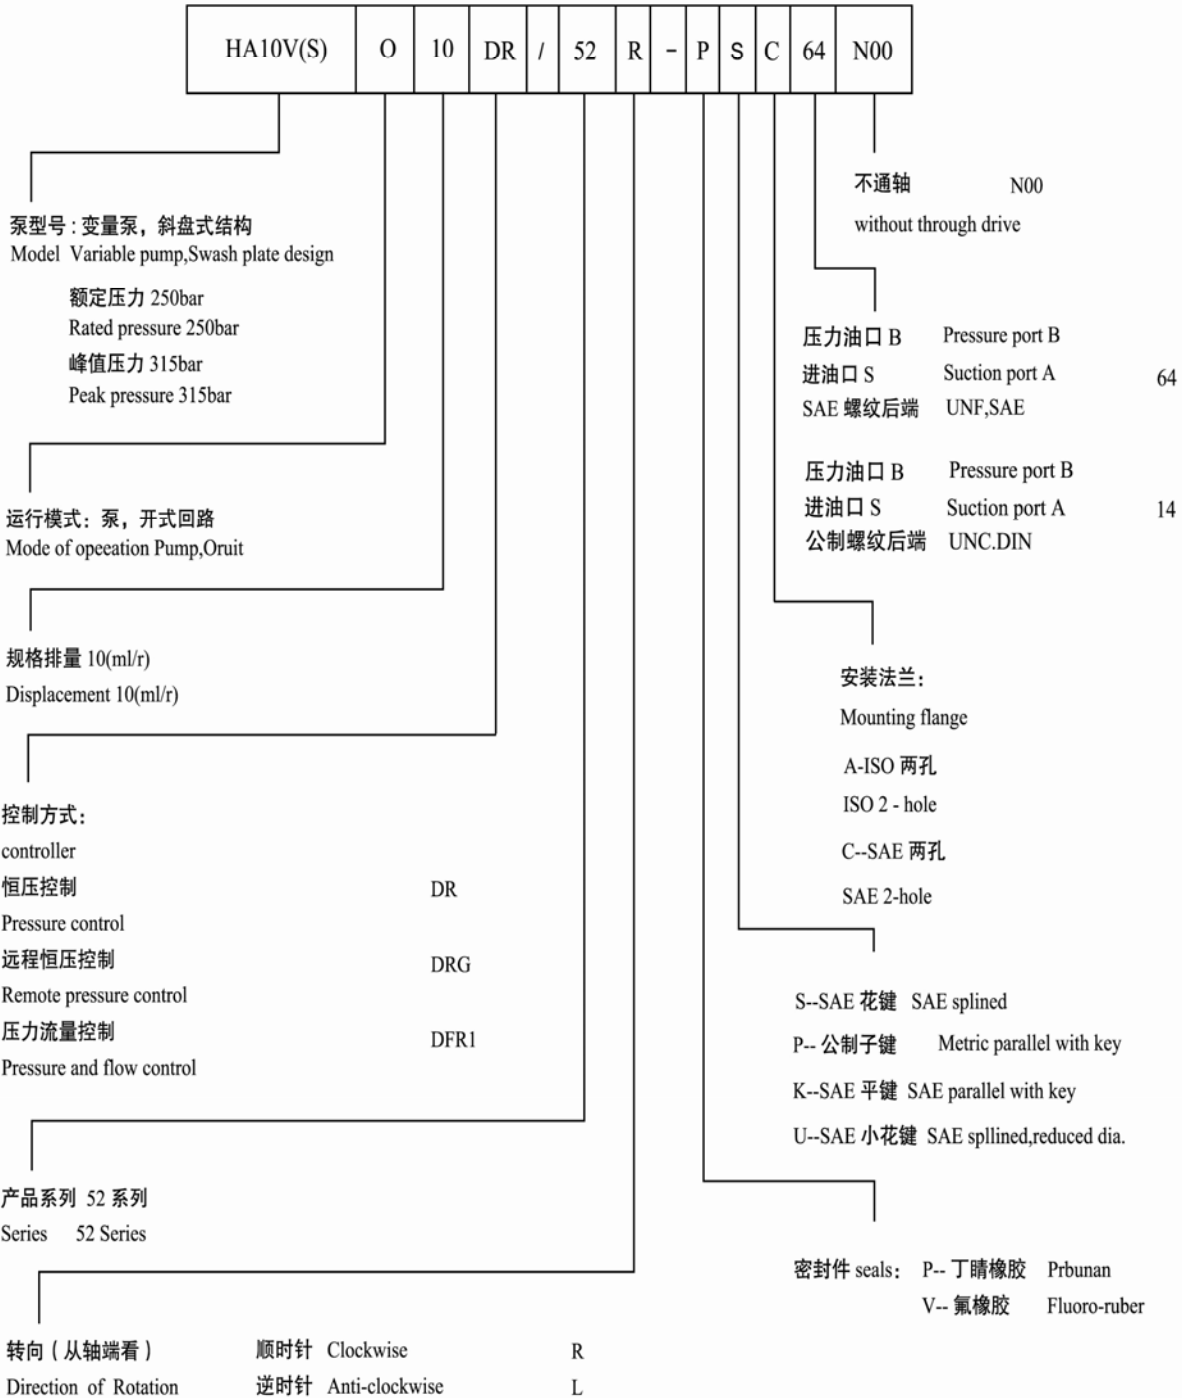 HA10V(S) O 10 DR / 52 R - P S C 64 N00
不通轴 N00
without through drive
泵型号：变量泵，斜盘式结构
Model Variable pump,Swash plate design
额定压力 250bar
Rated pressure 250bar
峰值压力 315bar
Peak pressure 315bar
压力油口 B Pressure port B
进油口 S Suction port A 64
SAE 螺纹后端 UNF,SAE
压力油口 B Pressure port B
进油口 S Suction port A 14
公制螺纹后端 UNC.DIN
运行模式：泵，开式回路
Mode of opeeation Pump,Oruit
规格排量 10(ml/r)
Displacement 10(ml/r)
安装法兰：
Mounting flange
A-ISO 两孔
ISO 2 - hole
C--SAE 两孔
SAE 2-hole
控制方式：
controller
恒压控制 DR
Pressure control
远程恒压控制 DRG
Remote pressure control
压力流量控制 DFR1
Pressure and flow control
S--SAE 花键 SAE splined
P-- 公制子键 Metric parallel with key
K--SAE 平键 SAE parallel with key
U--SAE 小花键 SAE spllined,reduced dia.
产品系列 52 系列
Series 52 Series
密封件 seals： P-- 丁睛橡胶 Prbunan
V-- 氟橡胶 Fluoro-ruber
转向（从轴端看） 顺时针 Clockwise R
Direction of Rotation 逆时针 Anti-clockwise L